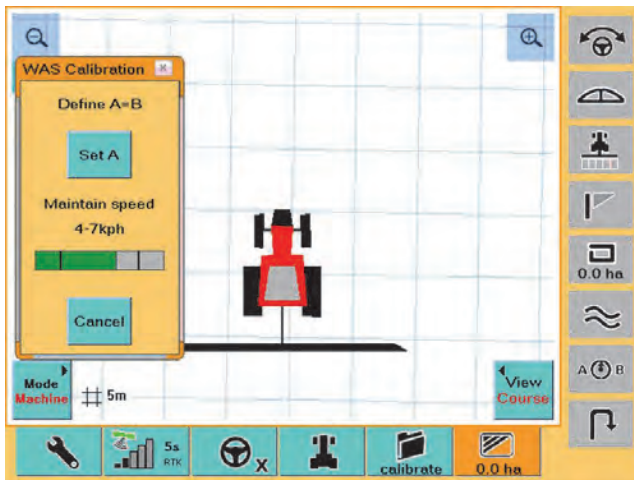 WAS Calibration
Define A=B
Set A
Maintain speed
4-7kph
Cancel
Mode
Machine
5m
View
Course
0.0 ha
A B
5s
RTK
X
calibrate
0.0 ha